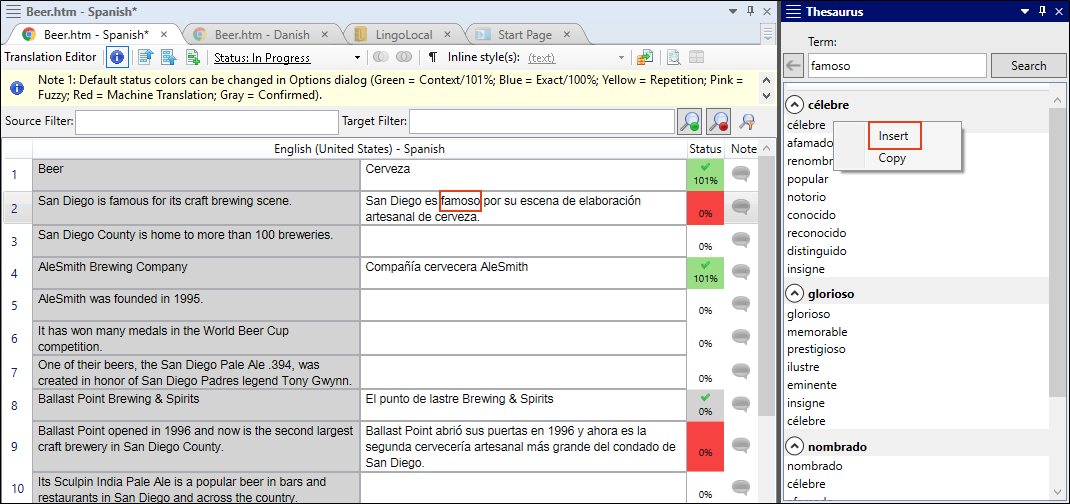 Beer.htm - Spanish*
Beer.htm - Spanish*
Beer.htm - Danish
LingoLocal
Start Page
Translation Editor
Status: In Progress
Inline style(s):
(text)
Note 1: Default status colors can be changed in Options dialog (Green = Context/101%; Blue = Exact/100%; Yellow = Repetition; Pink =
Fuzzy; Red = Machine Translation; Gray = Confirmed).
Source Filter:
Target Filter:
English (United States) - Spanish
Status
Note
1
Beer
Cerveza
101%
2
San Diego is famous for its craft brewing scene.
San Diego es famoso por su escena de elaboración
artesanal de cerveza.
0%
3
San Diego County is home to more than 100 breweries.
0%
4
AleSmith Brewing Company
Compañía cervecera AleSmith
101%
5
AleSmith was founded in 1995.
0%
6
It has won many medals in the World Beer Cup
competition.
0%
7
One of their beers, the San Diego Pale Ale .394, was
created in honor of San Diego Padres legend Tony Gwynn.
0%
8
Ballast Point Brewing & Spirits
El punto de lastre Brewing & Spirits
0%
9
Ballast Point opened in 1996 and now is the second largest
craft brewery in San Diego County.
Ballast Point abrió sus puertas en 1996 y ahora es la
segunda cervecería artesanal más grande del condado de
San Diego.
0%
10
Its Sculpin India Pale Ale is a popular beer in bars and
restaurants in San Diego and across the country.
0%
Thesaurus
Term:
famoso
Search
célebre
célebre
afamado
renombr
popular
notorio
conocido
reconocido
distinguido
insigne
Insert
Copy
glorioso
glorioso
memorable
prestigioso
ilustre
eminente
insigne
célebre
nombrado
nombrado
célebre